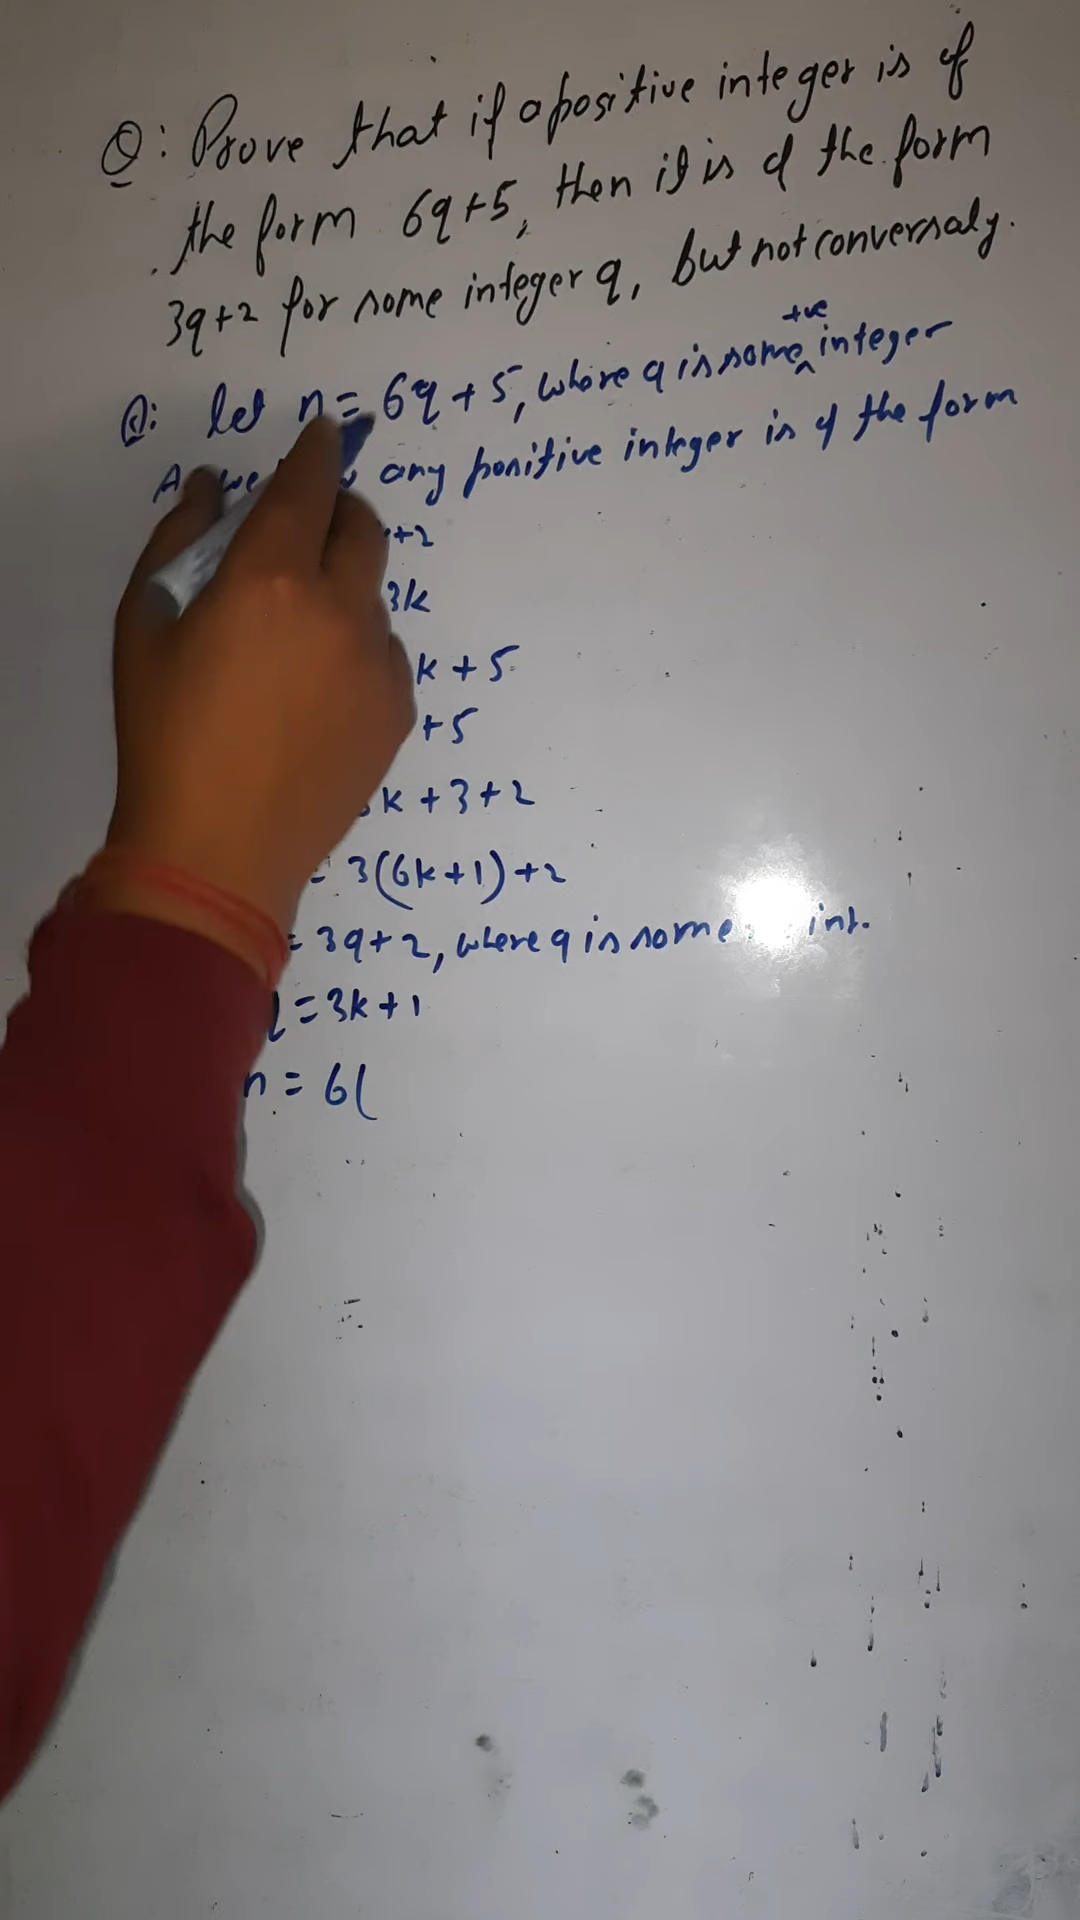 Q: Prove that if a positive integer is of
the form 6q+5, then it is of the form
3q+2 for some integer q, but not conversaly.
Q: let n = 6q + 5, where q is some +ve integer
any positive integer is of the form
+2
3k
k + 5
+ 5
k + 3 + 2
= 3(6k+1) + 2
= 3q + 2, where q is some int.
= 3k + 1
n = 6(